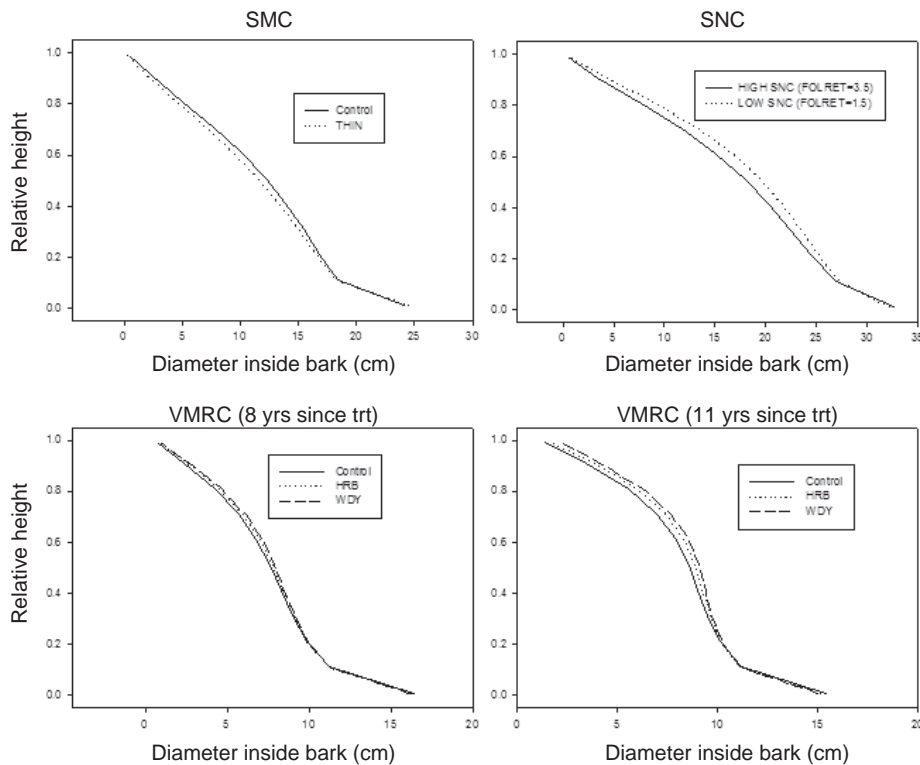 SMC
1.0
0.8
0.6
0.4
0.2
0.0
Relative height
Control
THIN
0
5
10
15
20
25
30
Diameter inside bark (cm)
SNC
1.0
0.8
0.6
0.4
0.2
0.0
HIGH SNC (FOLRET=3.5)
LOW SNC (FOLRET=1.5)
0
5
10
15
20
25
30
35
Diameter inside bark (cm)
VMRC (8 yrs since trt)
1.0
0.8
0.6
0.4
0.2
0.0
Relative height
Control
HRB
WDY
0
5
10
15
20
Diameter inside bark (cm)
VMRC (11 yrs since trt)
1.0
0.8
0.6
0.4
0.2
0.0
Control
HRB
WDY
0
5
10
15
20
Diameter inside bark (cm)